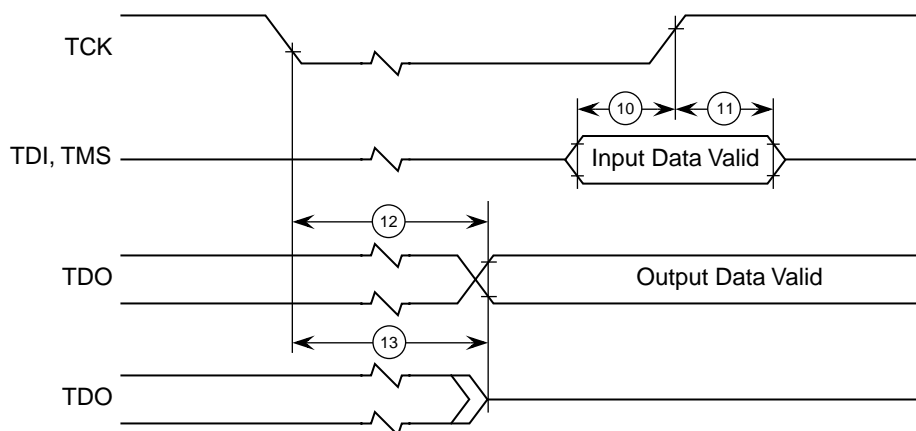 TCK
10
11
TDI, TMS
Input Data Valid
12
TDO
Output Data Valid
13
TDO